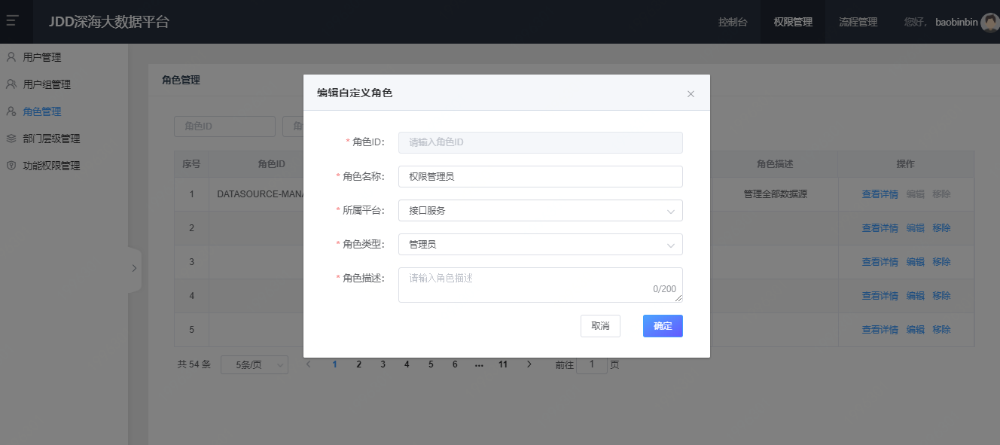 JDD深海大数据平台
控制台
权限管理
流程管理
您好,
baobinbin
用户管理
用户组管理
角色管理
部门层级管理
功能权限管理
角色管理
角色ID
角
序号 角色ID 角色描述 操作
1 DATASOURCE-MANA 管理全部数据源 查看详情 编辑 移除
2 查看详情 编辑 移除
3 查看详情 编辑 移除
4 查看详情 编辑 移除
5 查看详情 编辑 移除
共 54 条 5条/页 1 2 3 4 5 6 ... 11 前往 1 页
编辑自定义角色
* 角色ID: 请输入角色ID
* 角色名称: 权限管理员
* 所属平台: 接口服务
* 角色类型: 管理员
* 角色描述: 请输入角色描述
0/200
取消 确定